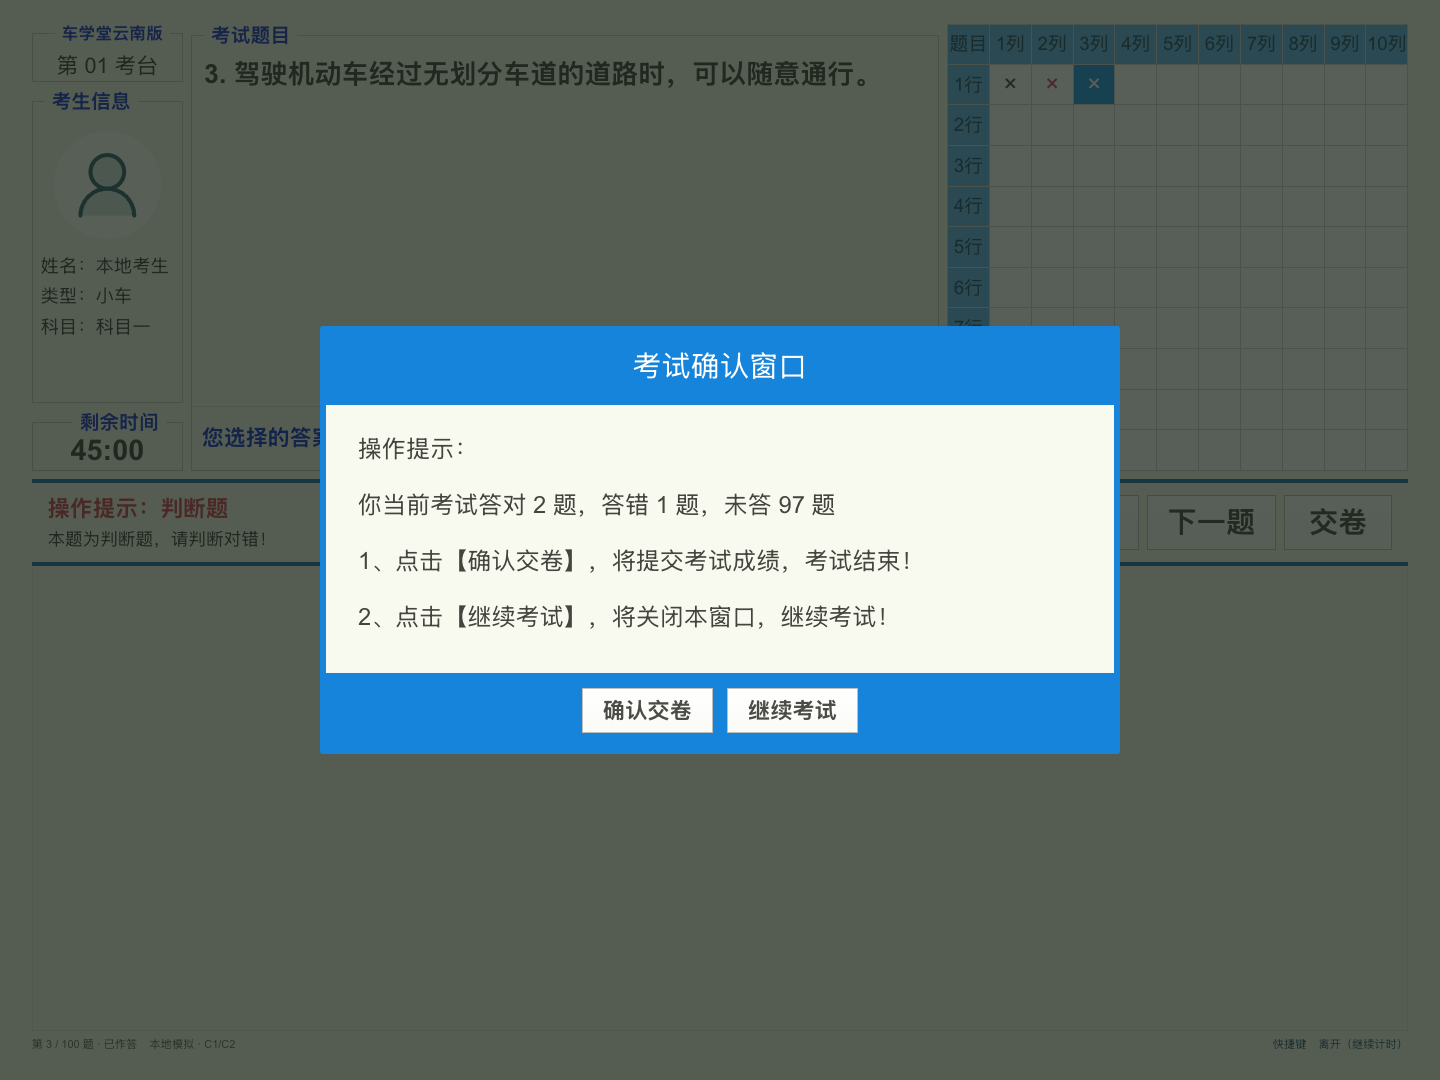 车学堂云南版
第 01 考台
考生信息
姓名：本地考生
类型：小车
科目：科目一
剩余时间
45:00
考试题目
3. 驾驶机动车经过无划分车道的道路时，可以随意通行。
您选择的答案
题目 1列 2列 3列 4列 5列 6列 7列 8列 9列 10列
1行 × × ×
2行
3行
4行
5行
6行
7行
操作提示：判断题
本题为判断题，请判断对错！
下一题
交卷
考试确认窗口
操作提示：
你当前考试答对 2 题，答错 1 题，未答 97 题
1、点击【确认交卷】，将提交考试成绩，考试结束！
2、点击【继续考试】，将关闭本窗口，继续考试！
确认交卷
继续考试
第 3 / 100 题 · 已作答 本地模拟 · C1/C2
快捷键 离开（继续计时）